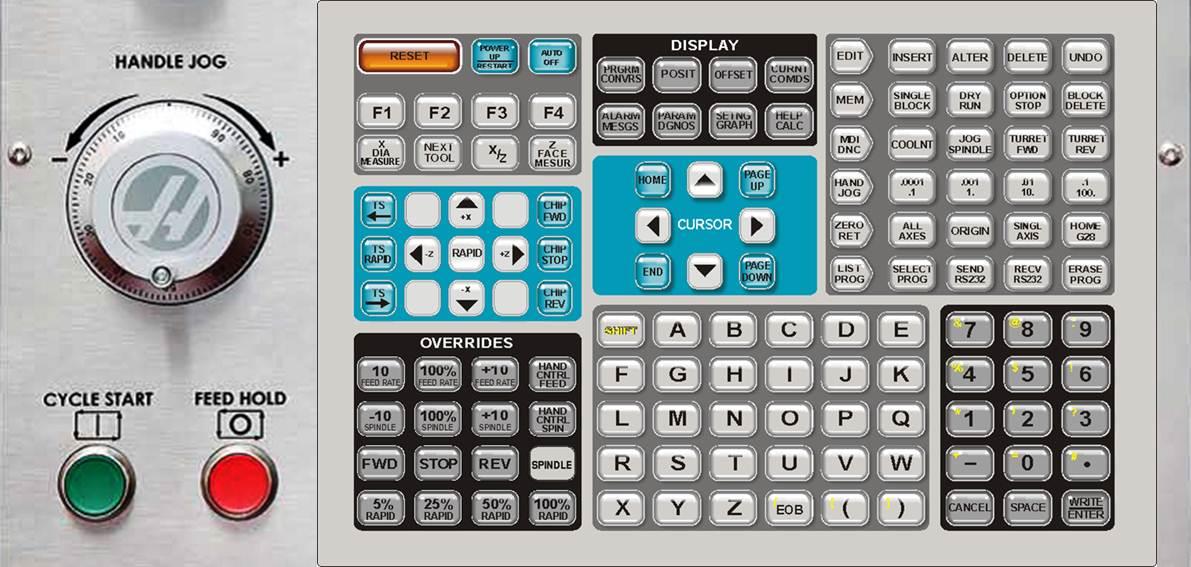 HANDLE JOG
- +
10 90
20 80
CYCLE START FEED HOLD
RESET POWER UP RESTART AUTO OFF
F1 F2 F3 F4
X DIA MEASURE NEXT TOOL X/Z Z FACE MESUR
TS +X CHIP FWD
TS RAPID -Z RAPID +Z CHIP STOP
TS -X CHIP REV
OVERRIDES
10 FEED RATE 100% FEED RATE +10 FEED RATE HAND CNTRL FEED
-10 SPINDLE 100% SPINDLE +10 SPINDLE HAND CNTRL SPIN
FWD STOP REV SPINDLE
5% RAPID 25% RAPID 50% RAPID 100% RAPID
DISPLAY
PRGRM CONVRS POSIT OFFSET CURNT COMDS
ALARM MESGS PARAM DGNOS SETNG GRAPH HELP CALC
HOME PAGE UP
CURSOR
END PAGE DOWN
EDIT INSERT ALTER DELETE UNDO
MEM SINGLE BLOCK DRY RUN OPTION STOP BLOCK DELETE
MDI DNC COOLNT JOG SPINDLE TURRET FWD TURRET REV
HAND JOG .0001 .1 .001 1. .01 10. .1 100.
ZERO RET ALL AXES ORIGIN SINGL AXIS HOME G28
LIST PROG SELECT PROG SEND RS232 RECV RS232 ERASE PROG
SHIFT A B C D E
F G H I J K
L M N O P Q
R S T U V W
X Y Z EOB ( )
& 7 @ 8 9
% 4 $ 5 ! 6
* 1 2 ? 3
+ - = 0 # .
CANCEL SPACE WRITE ENTER